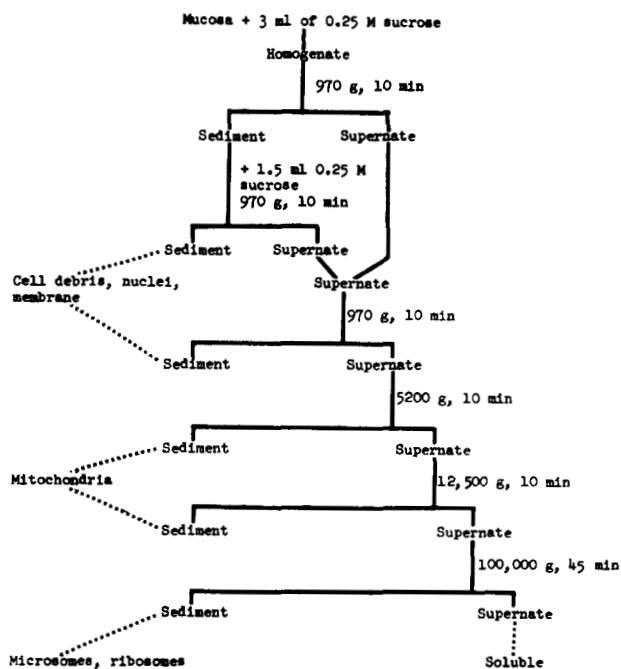 Mucosa + 3 ml of 0.25 M sucrose
Homogenate
970 g, 10 min
Sediment Supernate
+ 1.5 ml 0.25 M
sucrose
970 g, 10 min
Sediment Supernate
Cell debris, nuclei,
membrane
Supernate
970 g, 10 min
Sediment Supernate
5200 g, 10 min
Sediment Supernate
Mitochondria
12,500 g, 10 min
Sediment Supernate
100,000 g, 45 min
Sediment Supernate
Microsomes, ribosomes Soluble